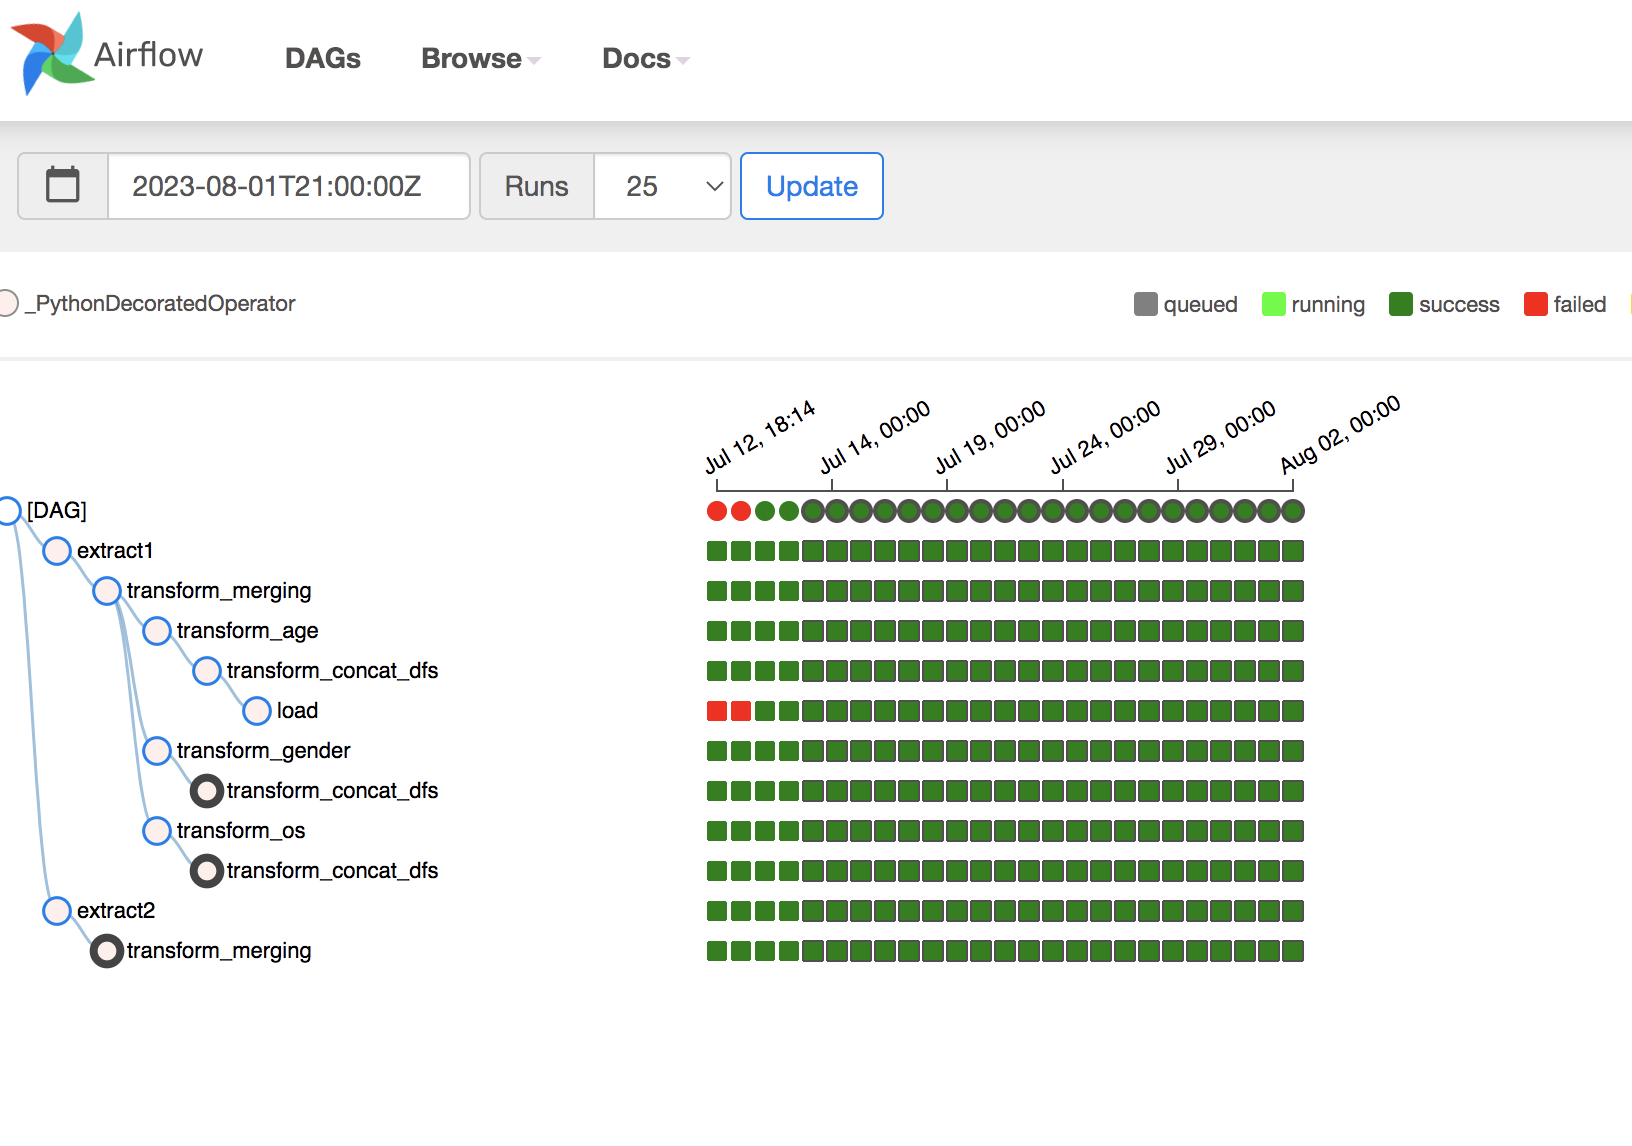 Airflow DAGs Browse Docs
2023-08-01T21:00:00Z Runs 25 Update
_PythonDecoratedOperator queued running success failed
Jul 12, 18:14 Jul 14, 00:00 Jul 19, 00:00 Jul 24, 00:00 Jul 29, 00:00 Aug 02, 00:00
[DAG]
extract1
transform_merging
transform_age
transform_concat_dfs
load
transform_gender
transform_concat_dfs
transform_os
transform_concat_dfs
extract2
transform_merging